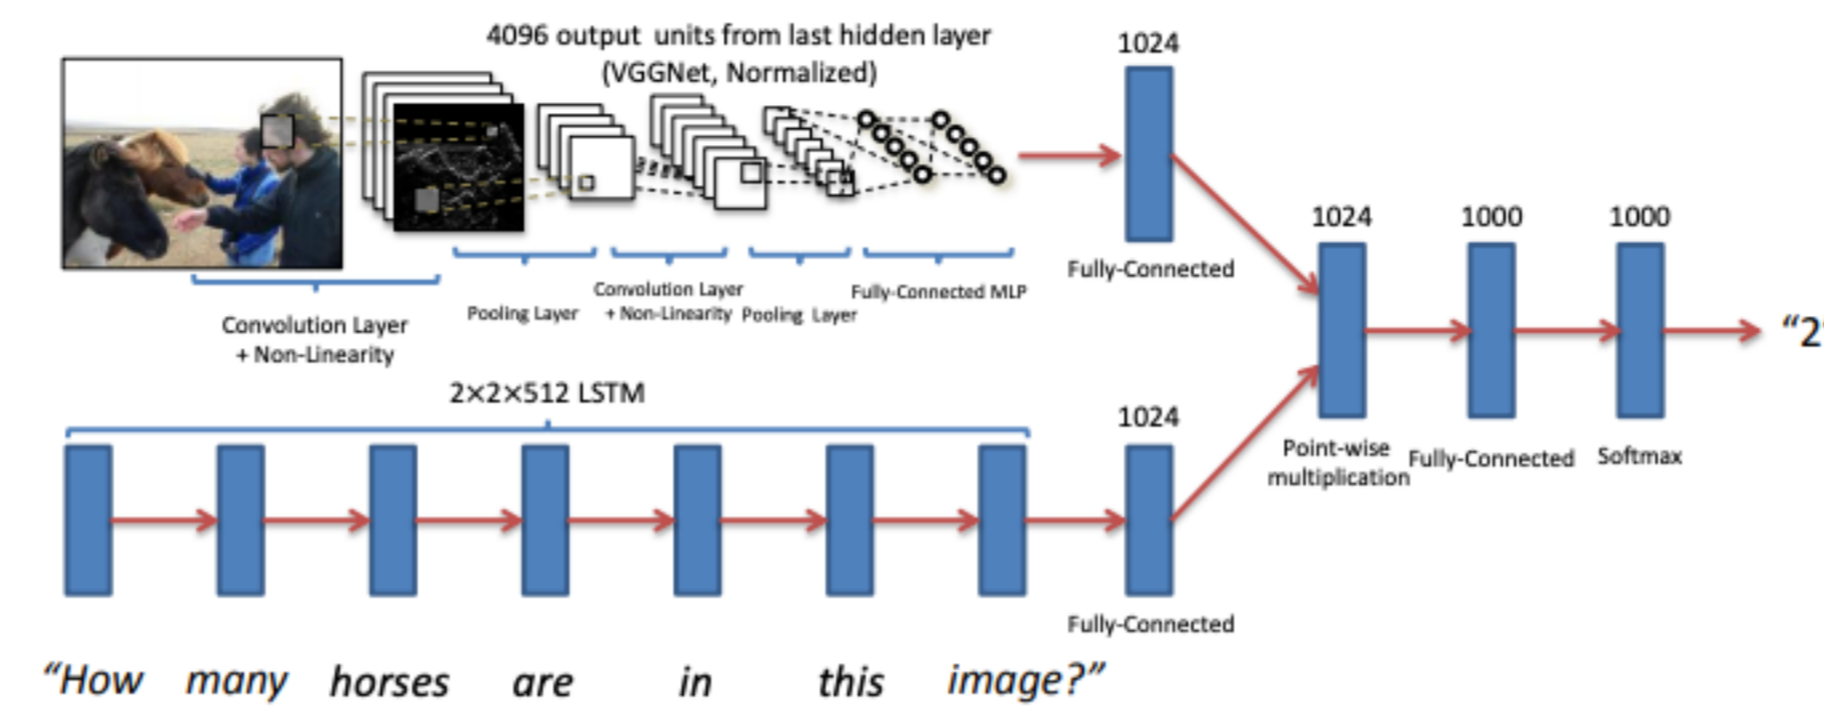 4096 output units from last hidden layer
(VGGNet, Normalized)
1024
Fully-Connected
Convolution Layer
+ Non-Linearity
Pooling Layer
Convolution Layer
+ Non-Linearity
Pooling Layer
Fully-Connected MLP
2×2×512 LSTM
1024
Fully-Connected
1024
Point-wise
multiplication
1000
Fully-Connected
1000
Softmax
“2
“How many horses are in this image?”